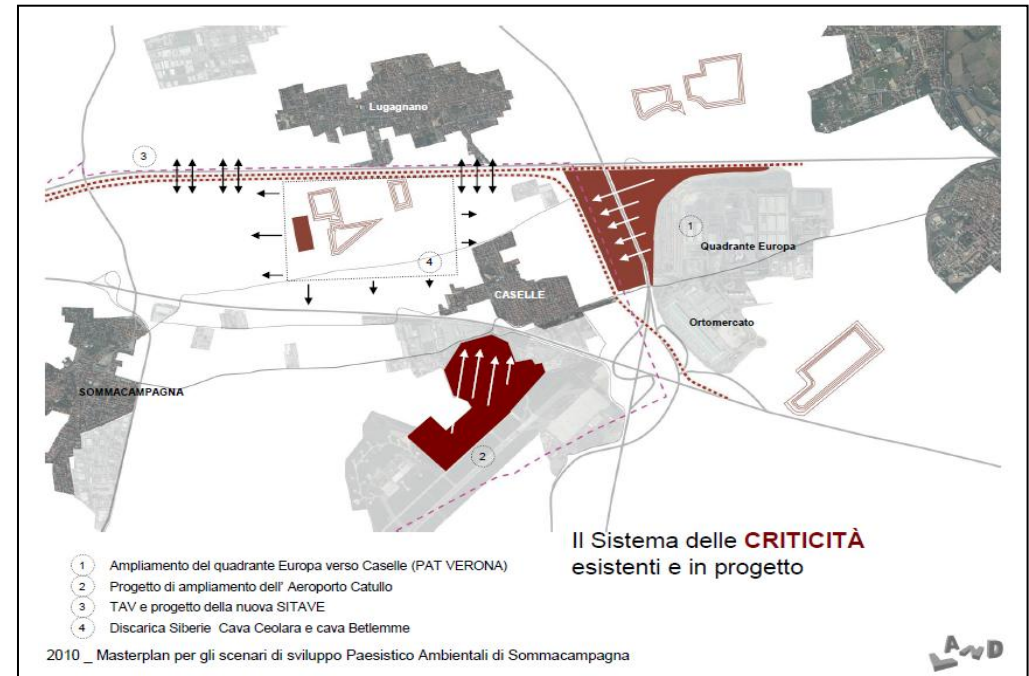 Lugagnano
3
1
Quadrante Europa
4
CASELLE
Ortomercato
SOMMACAMPAGNA
2
Il Sistema delle CRITICITÀ
esistenti e in progetto
1 Ampliamento del quadrante Europa verso Caselle (PAT VERONA)
2 Progetto di ampliamento dell' Aeroporto Catullo
3 TAV e progetto della nuova SITAVE
4 Discarica Siberie Cava Ceolara e cava Betlemme
2010 _ Masterplan per gli scenari di sviluppo Paesistico Ambientali di Sommacampagna
LAND